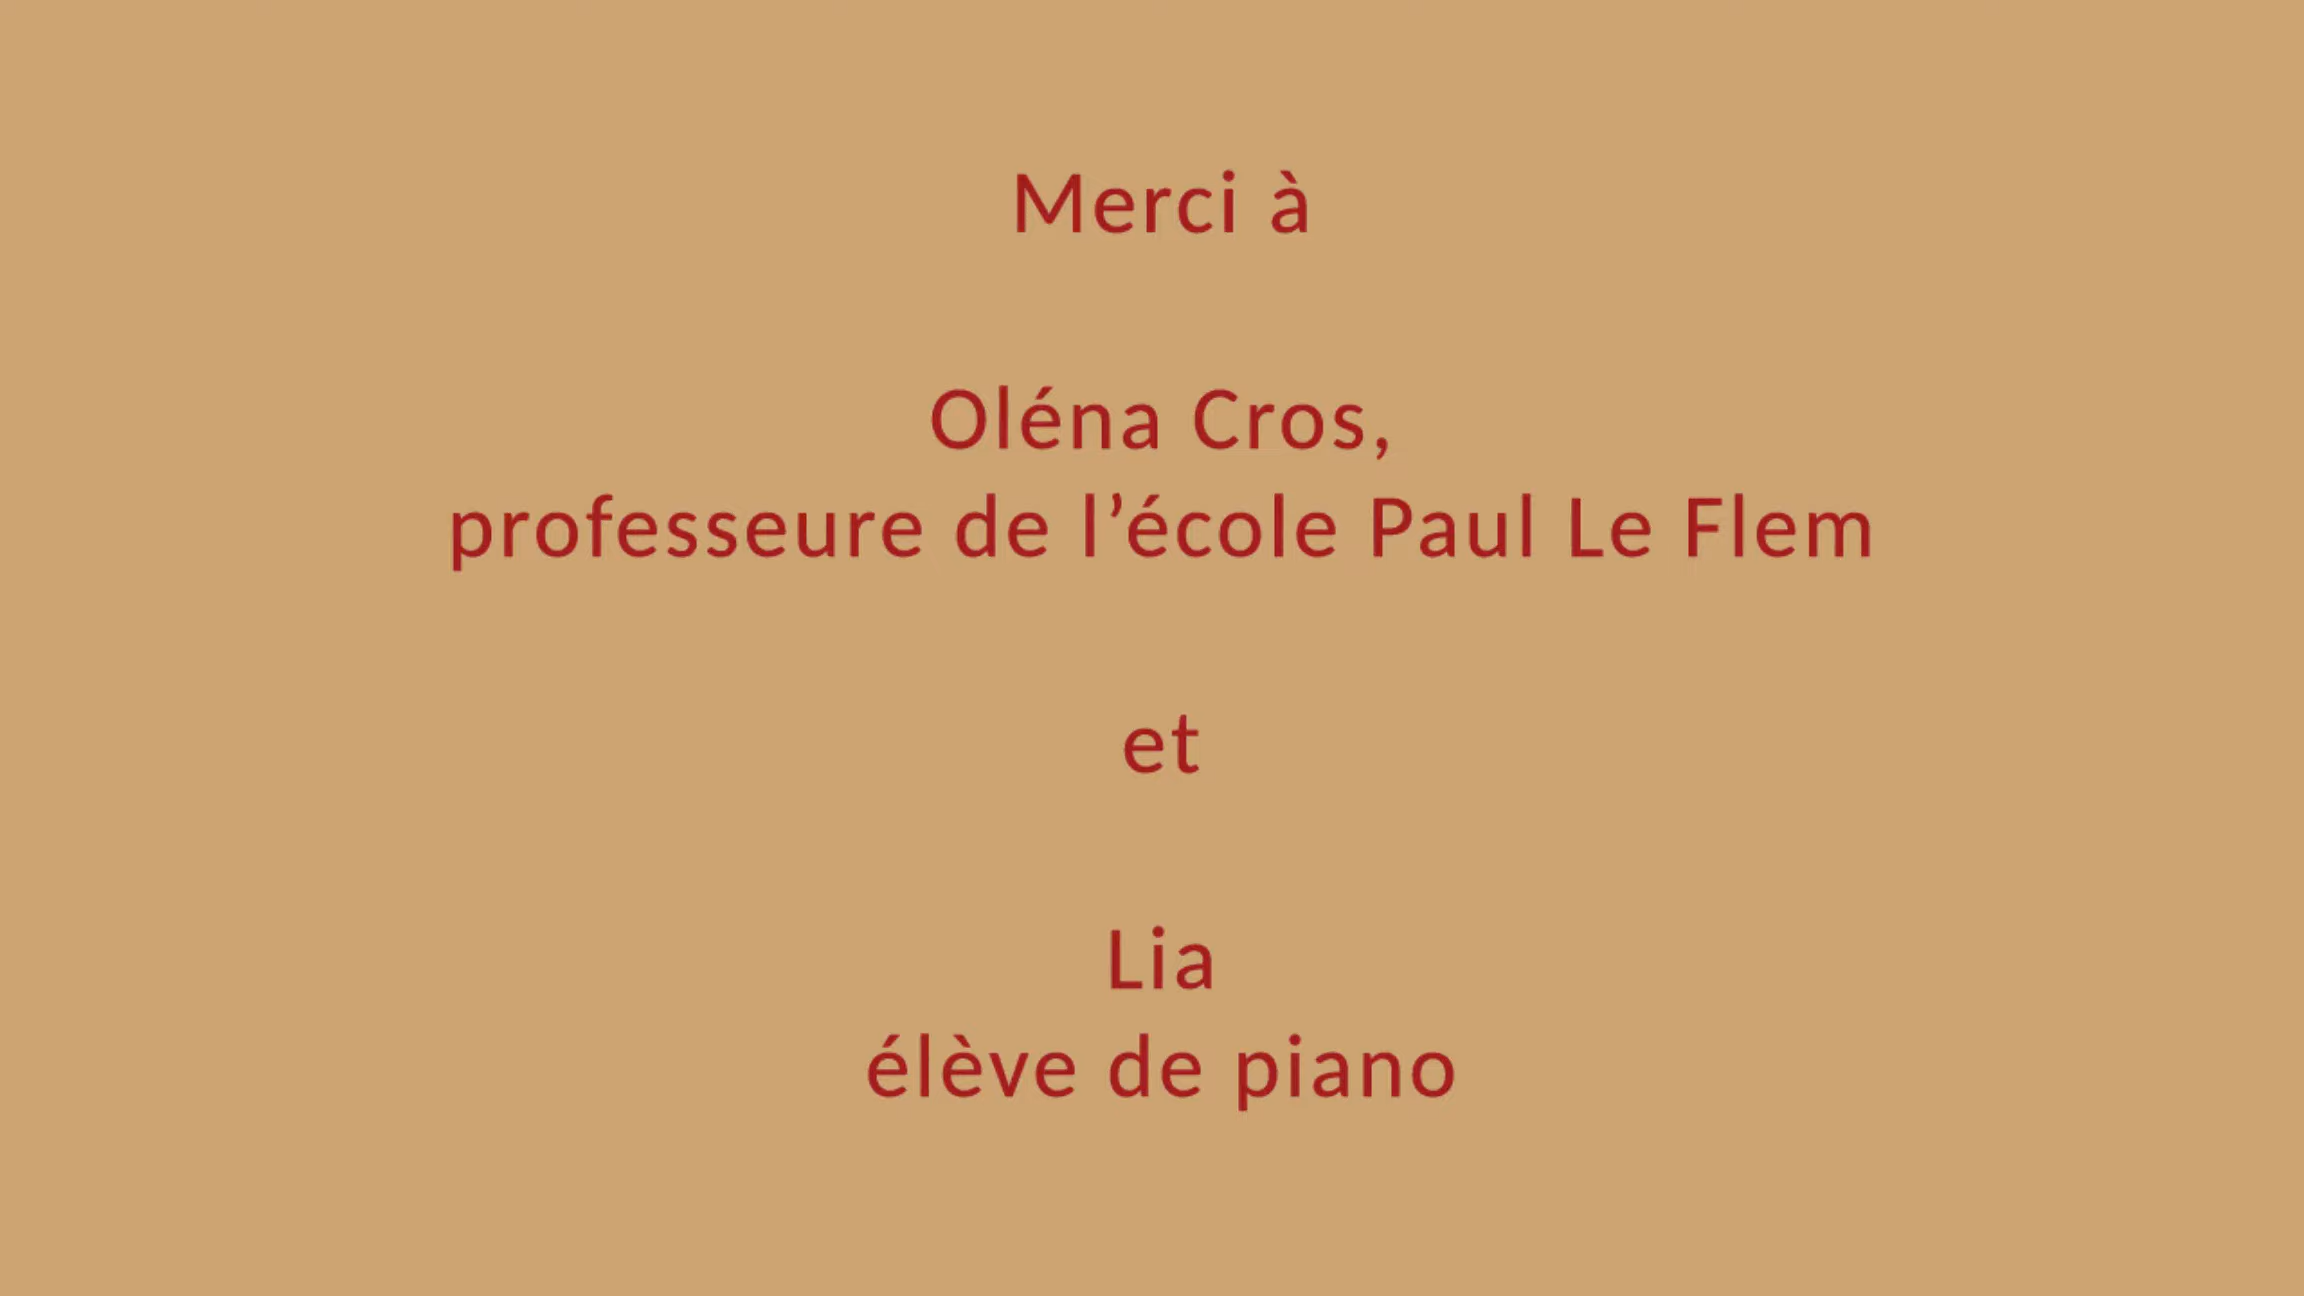 Merci à
Oléna Cros,
professeure de l’école Paul Le Flem
et
Lia
élève de piano